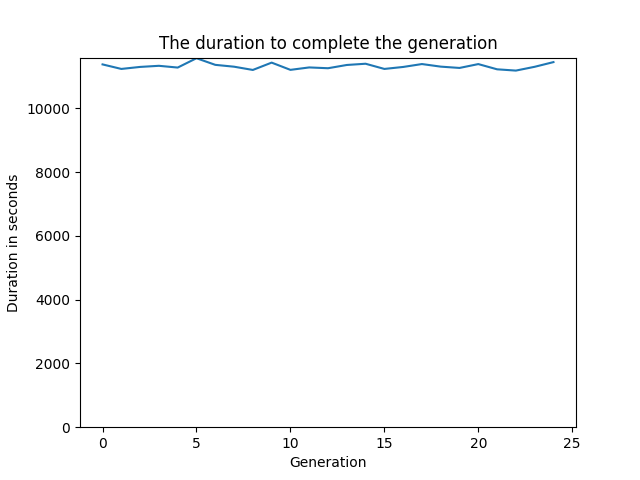 The duration to complete the generation
10000
8000
6000
4000
2000
0
Duration in seconds
0 5 10 15 20 25
Generation